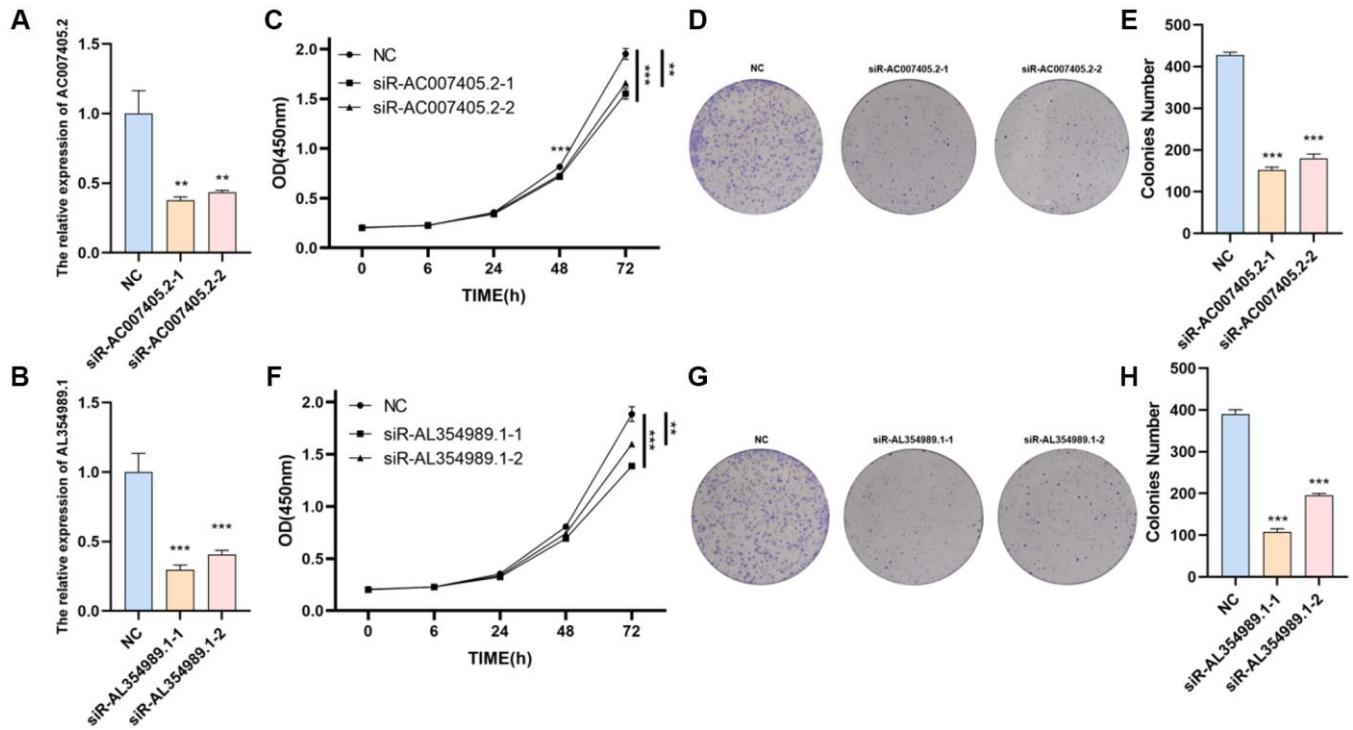 A
The relative expression of AC007405.2
1.5
1.0
0.5
0.0
**
**
NC
siR-AC007405.2-1
siR-AC007405.2-2
C
OD(450nm)
2.0
1.5
1.0
0.5
0.0
NC
siR-AC007405.2-1
siR-AC007405.2-2
***
***
**
0
6
24
48
72
TIME(h)
D
NC
siR-AC007405.2-1
siR-AC007405.2-2
E
Colonies Number
500
400
300
200
100
0
***
***
NC
siR-AC007405.2-1
siR-AC007405.2-2
B
The relative expression of AL354989.1
1.5
1.0
0.5
0.0
***
***
NC
siR-AL354989.1-1
siR-AL354989.1-2
F
OD(450nm)
2.0
1.5
1.0
0.5
0.0
NC
siR-AL354989.1-1
siR-AL354989.1-2
***
**
0
6
24
48
72
TIME(h)
G
NC
siR-AL354989.1-1
siR-AL354989.1-2
H
Colonies Number
500
400
300
200
100
0
***
***
NC
siR-AL354989.1-1
siR-AL354989.1-2